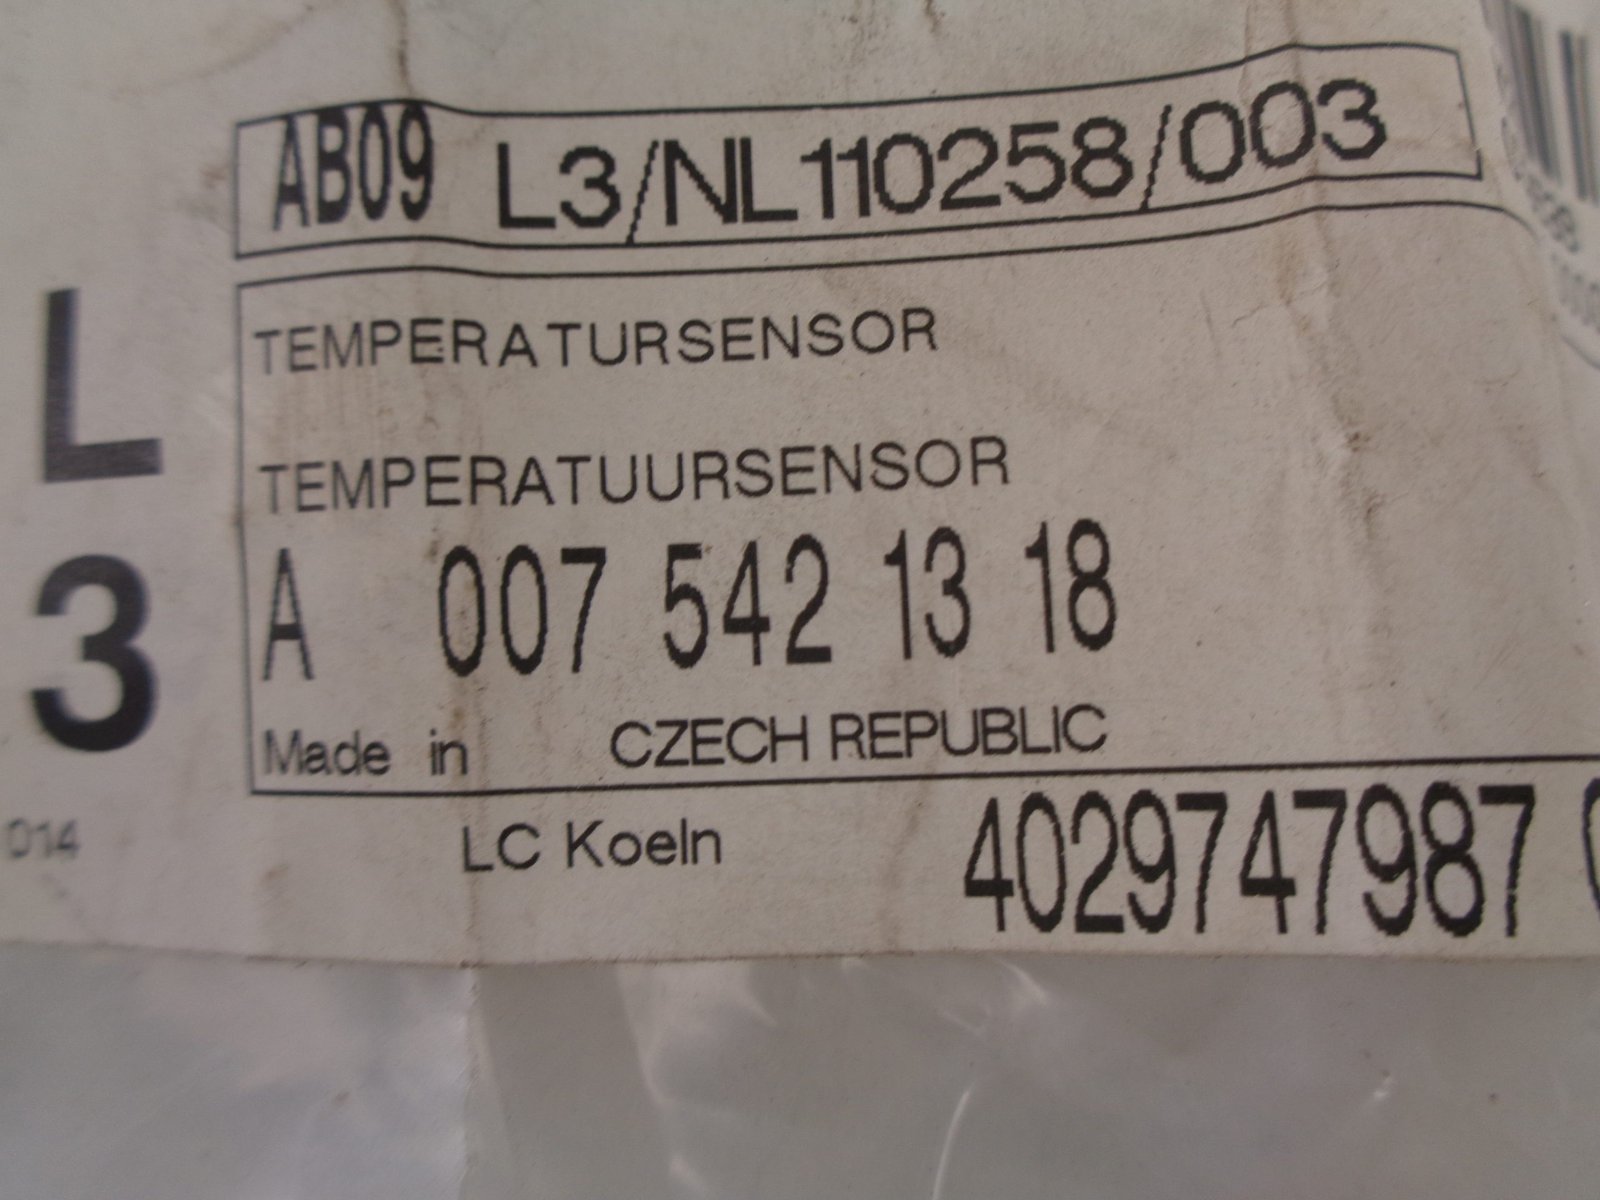 AB09 L3/NL110258/003
L
3
TEMPERATURSENSOR
TEMPERATUURSENSOR
A 007 542 13 18
Made in CZECH REPUBLIC
014
LC Koeln
4029747987